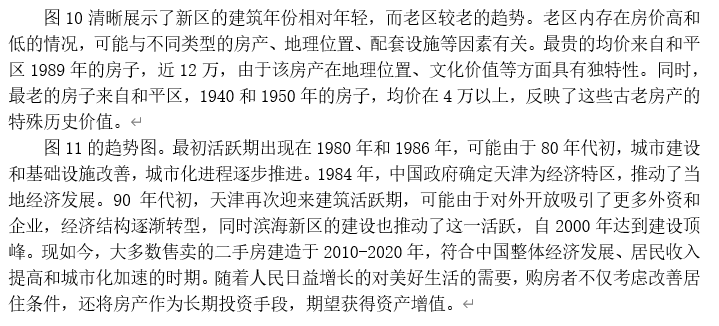 图 10 清晰展示了新区的建筑年份相对年轻，而老区较老的趋势。老区内存在房价高和
低的情况，可能与不同类型的房产、地理位置、配套设施等因素有关。最贵的均价来自和平
区 1989 年的房子，近 12 万，由于该房产在地理位置、文化价值等方面具有独特性。同时，
最老的房子来自和平区，1940 和 1950 年的房子，均价在 4 万以上，反映了这些古老房产的
特殊历史价值。
图 11 的趋势图。最初活跃期出现在 1980 年和 1986 年，可能由于 80 年代初，城市建设
和基础设施改善，城市化进程逐步推进。1984 年，中国政府确定天津为经济特区，推动了当
地经济发展。90 年代初，天津再次迎来建筑活跃期，可能由于对外开放吸引了更多外资和
企业，经济结构逐渐转型，同时滨海新区的建设也推动了这一活跃，自 2000 年达到建设顶
峰。现如今，大多数售卖的二手房建造于 2010-2020 年，符合中国整体经济发展、居民收入
提高和城市化加速的时期。随着人民日益增长的对美好生活的需要，购房者不仅考虑改善居
住条件，还将房产作为长期投资手段，期望获得资产增值。